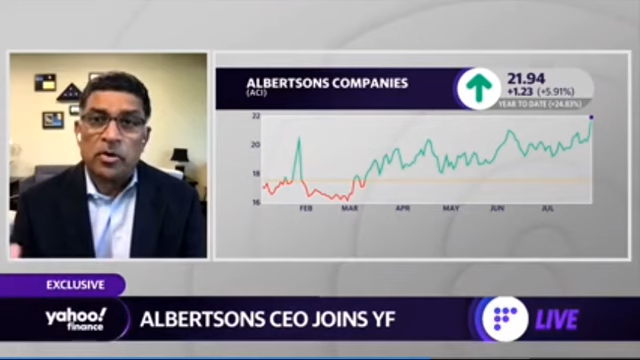 ALBERTSONS COMPANIES
(ACI)
21.94
+1.23 (+5.91%)
YEAR TO DATE (+24.83%)
22
20
18
16
FEB MAR APR MAY JUN JUL
EXCLUSIVE
yahoo!
finance
ALBERTSONS CEO JOINS YF
LIVE